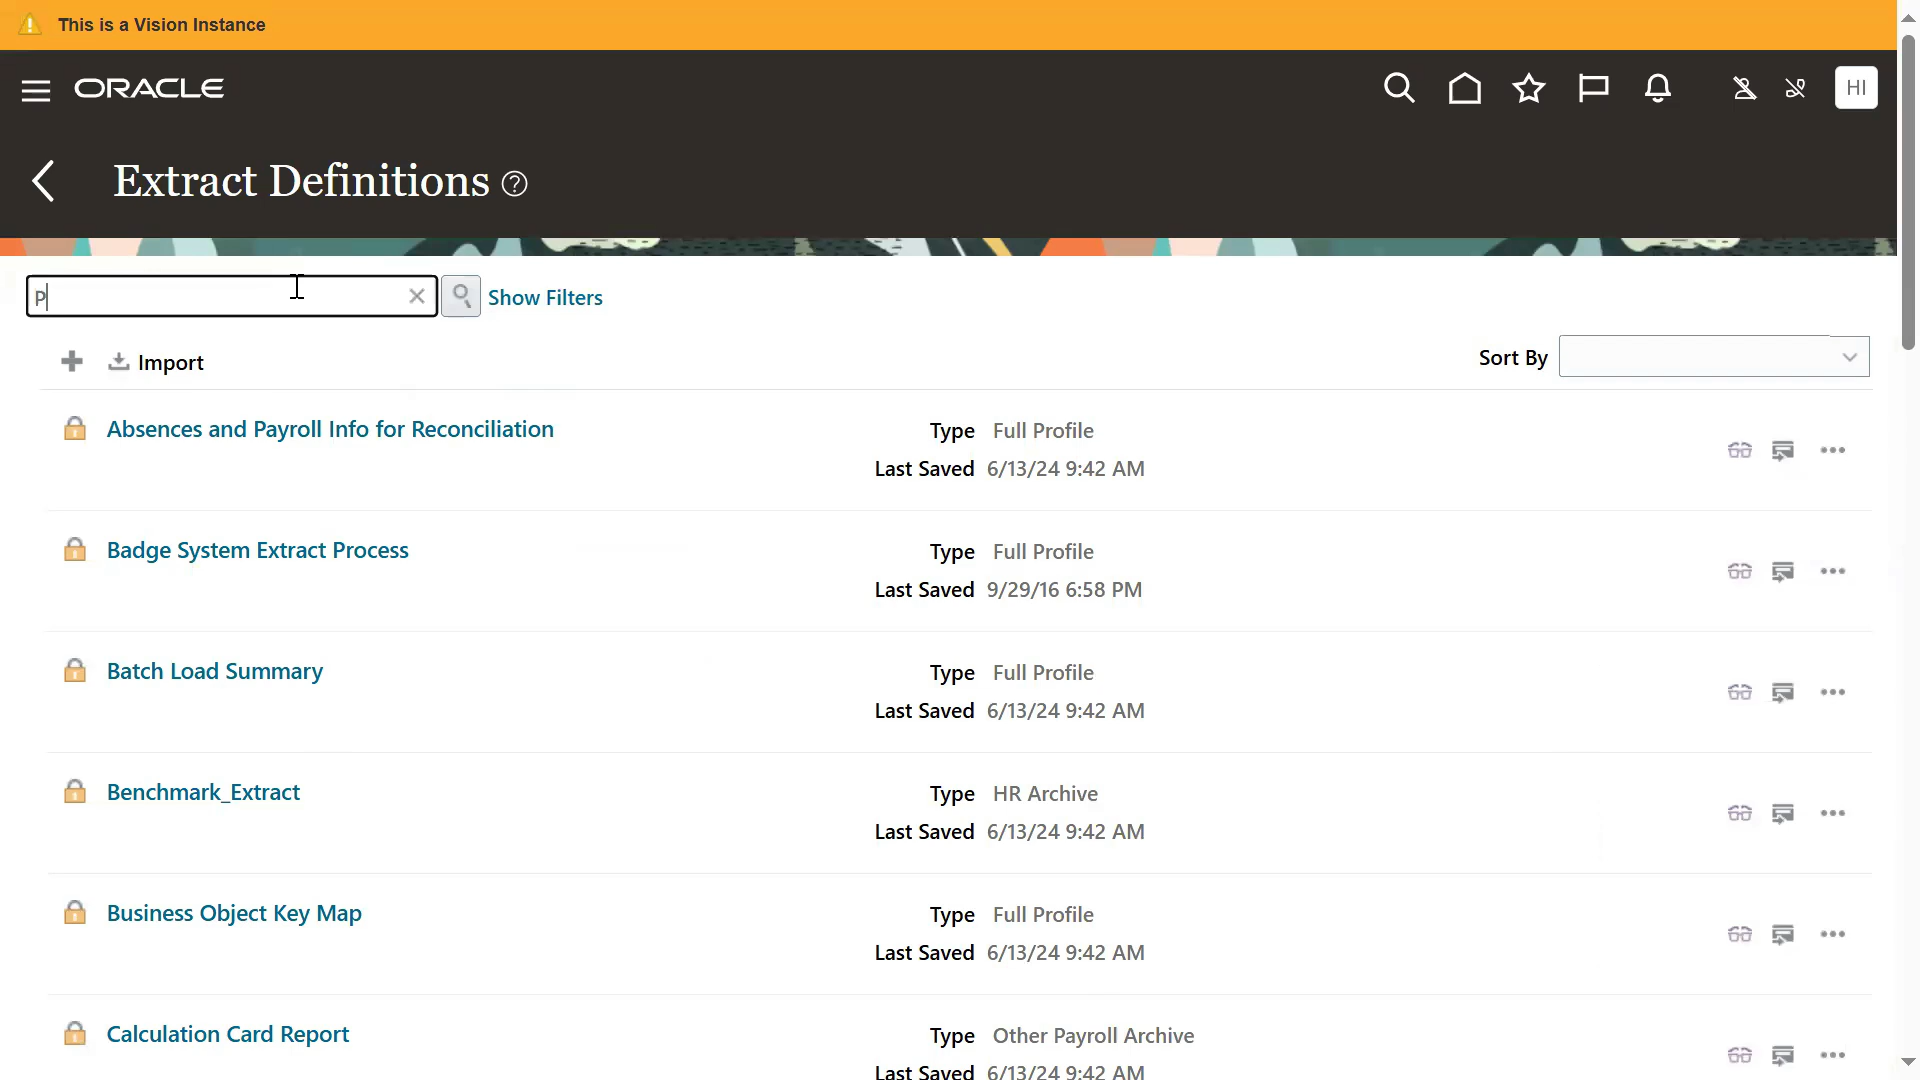 This is a Vision Instance
ORACLE
HI
Extract Definitions ?
P
Show Filters
Import
Sort By
Absences and Payroll Info for Reconciliation
Type Full Profile
Last Saved 6/13/24 9:42 AM
Badge System Extract Process
Type Full Profile
Last Saved 9/29/16 6:58 PM
Batch Load Summary
Type Full Profile
Last Saved 6/13/24 9:42 AM
Benchmark_Extract
Type HR Archive
Last Saved 6/13/24 9:42 AM
Business Object Key Map
Type Full Profile
Last Saved 6/13/24 9:42 AM
Calculation Card Report
Type Other Payroll Archive
Last Saved 6/13/24 9:42 AM